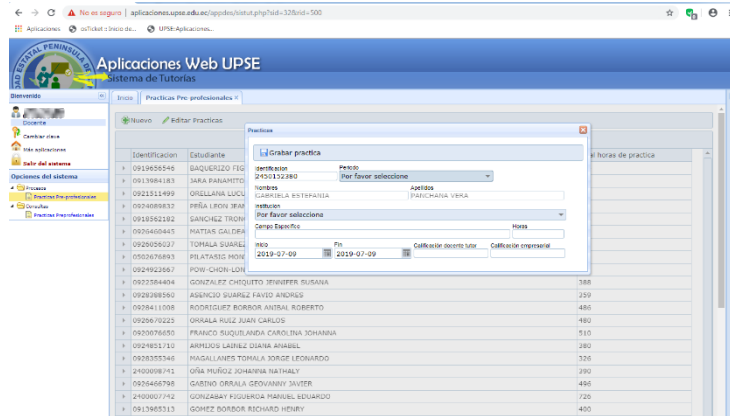 No es seguro | aplicaciones.upse.edu.ec/appdes/sistut.php?sid=328oid=500
Aplicaciones osTicket :: Inicio de... UPSE-Aplicaciones...
Aplicaciones Web UPSE
Sistema de Tutorías
Bienvenido
Docente
Cambiar clave
Más aplicaciones
Salir del sistema
Opciones del sistema
Procesos
Practicas Pre-profesionales
Consultas
Practicas Preprofesionales
Inicio Practicas Pre-profesionales
Nuevo Editar Practicas
Practicas
Grabar practica
Identificacion Periodo
2450152380 Por favor seleccione
Nombres Apellidos
GABRIELA ESTEFANIA PANCHANA VERA
Institucion
Por favor seleccione
Campo Especifico Horas
Inicio Fin Calificación docente tutor Calificación empresarial
2019-07-09 2019-07-09
Identificacion Estudiante al horas de practica
0919656546 BAQUERIZO FIG
0913984183 JARA PANAMITO
0921511499 ORELLANA LUCU
0924089832 PEÑA LEON JEAN
0918562182 SANCHEZ TRON
0926460445 MATIAS GALDEA
0926056037 TOMALA SUAREZ
0502676893 PILATASIG MON
0924923667 POW-CHON-LON
0922584404 GONZALEZ CHIQUITO JENNIFER SUSANA 388
0928388560 ASENCIO SUAREZ FAVIO ANDRES 359
0928411008 RODRIGUEZ BORBOR ANIBAL ROBERTO 486
0926670225 ORRALA RUIZ JUAN CARLOS 480
0920076650 FRANCO SUQUILANDA CAROLINA JOHANNA 510
0924851710 ARMIJOS LAINEZ DIANA ANABEL 380
0928355346 MAGALLANES TOMALA JORGE LEONARDO 326
2400098741 OÑA MUÑOZ JOHANNA NATHALY 390
0926466798 GABINO ORRALA GEOVANNY JAVIER 496
2400007742 GONZABAY FIGUEROA MANUEL EDUARDO 726
0913985313 GOMEZ BORBOR RICHARD HENRY 400